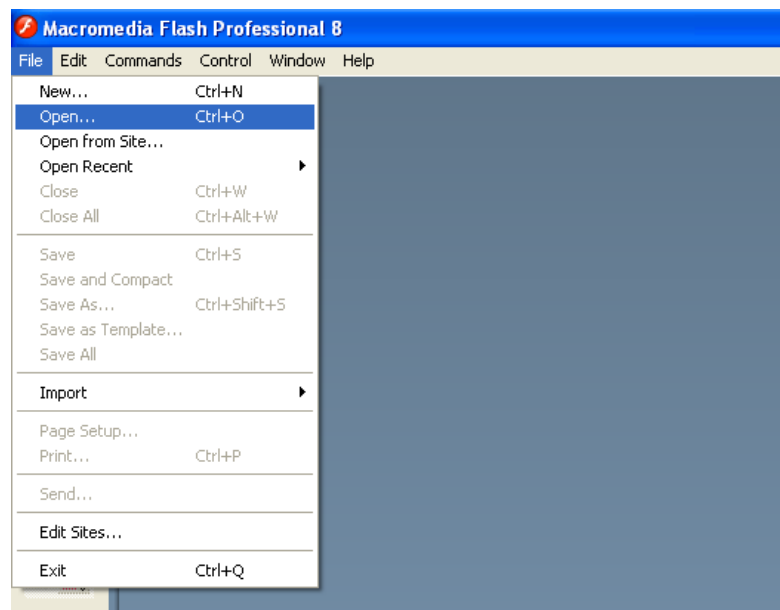 Macromedia Flash Professional 8
File Edit Commands Control Window Help
New... Ctrl+N
Open... Ctrl+O
Open from Site...
Open Recent
Close Ctrl+W
Close All Ctrl+Alt+W
Save Ctrl+S
Save and Compact
Save As... Ctrl+Shift+S
Save as Template...
Save All
Import
Page Setup...
Print... Ctrl+P
Send...
Edit Sites...
Exit Ctrl+Q